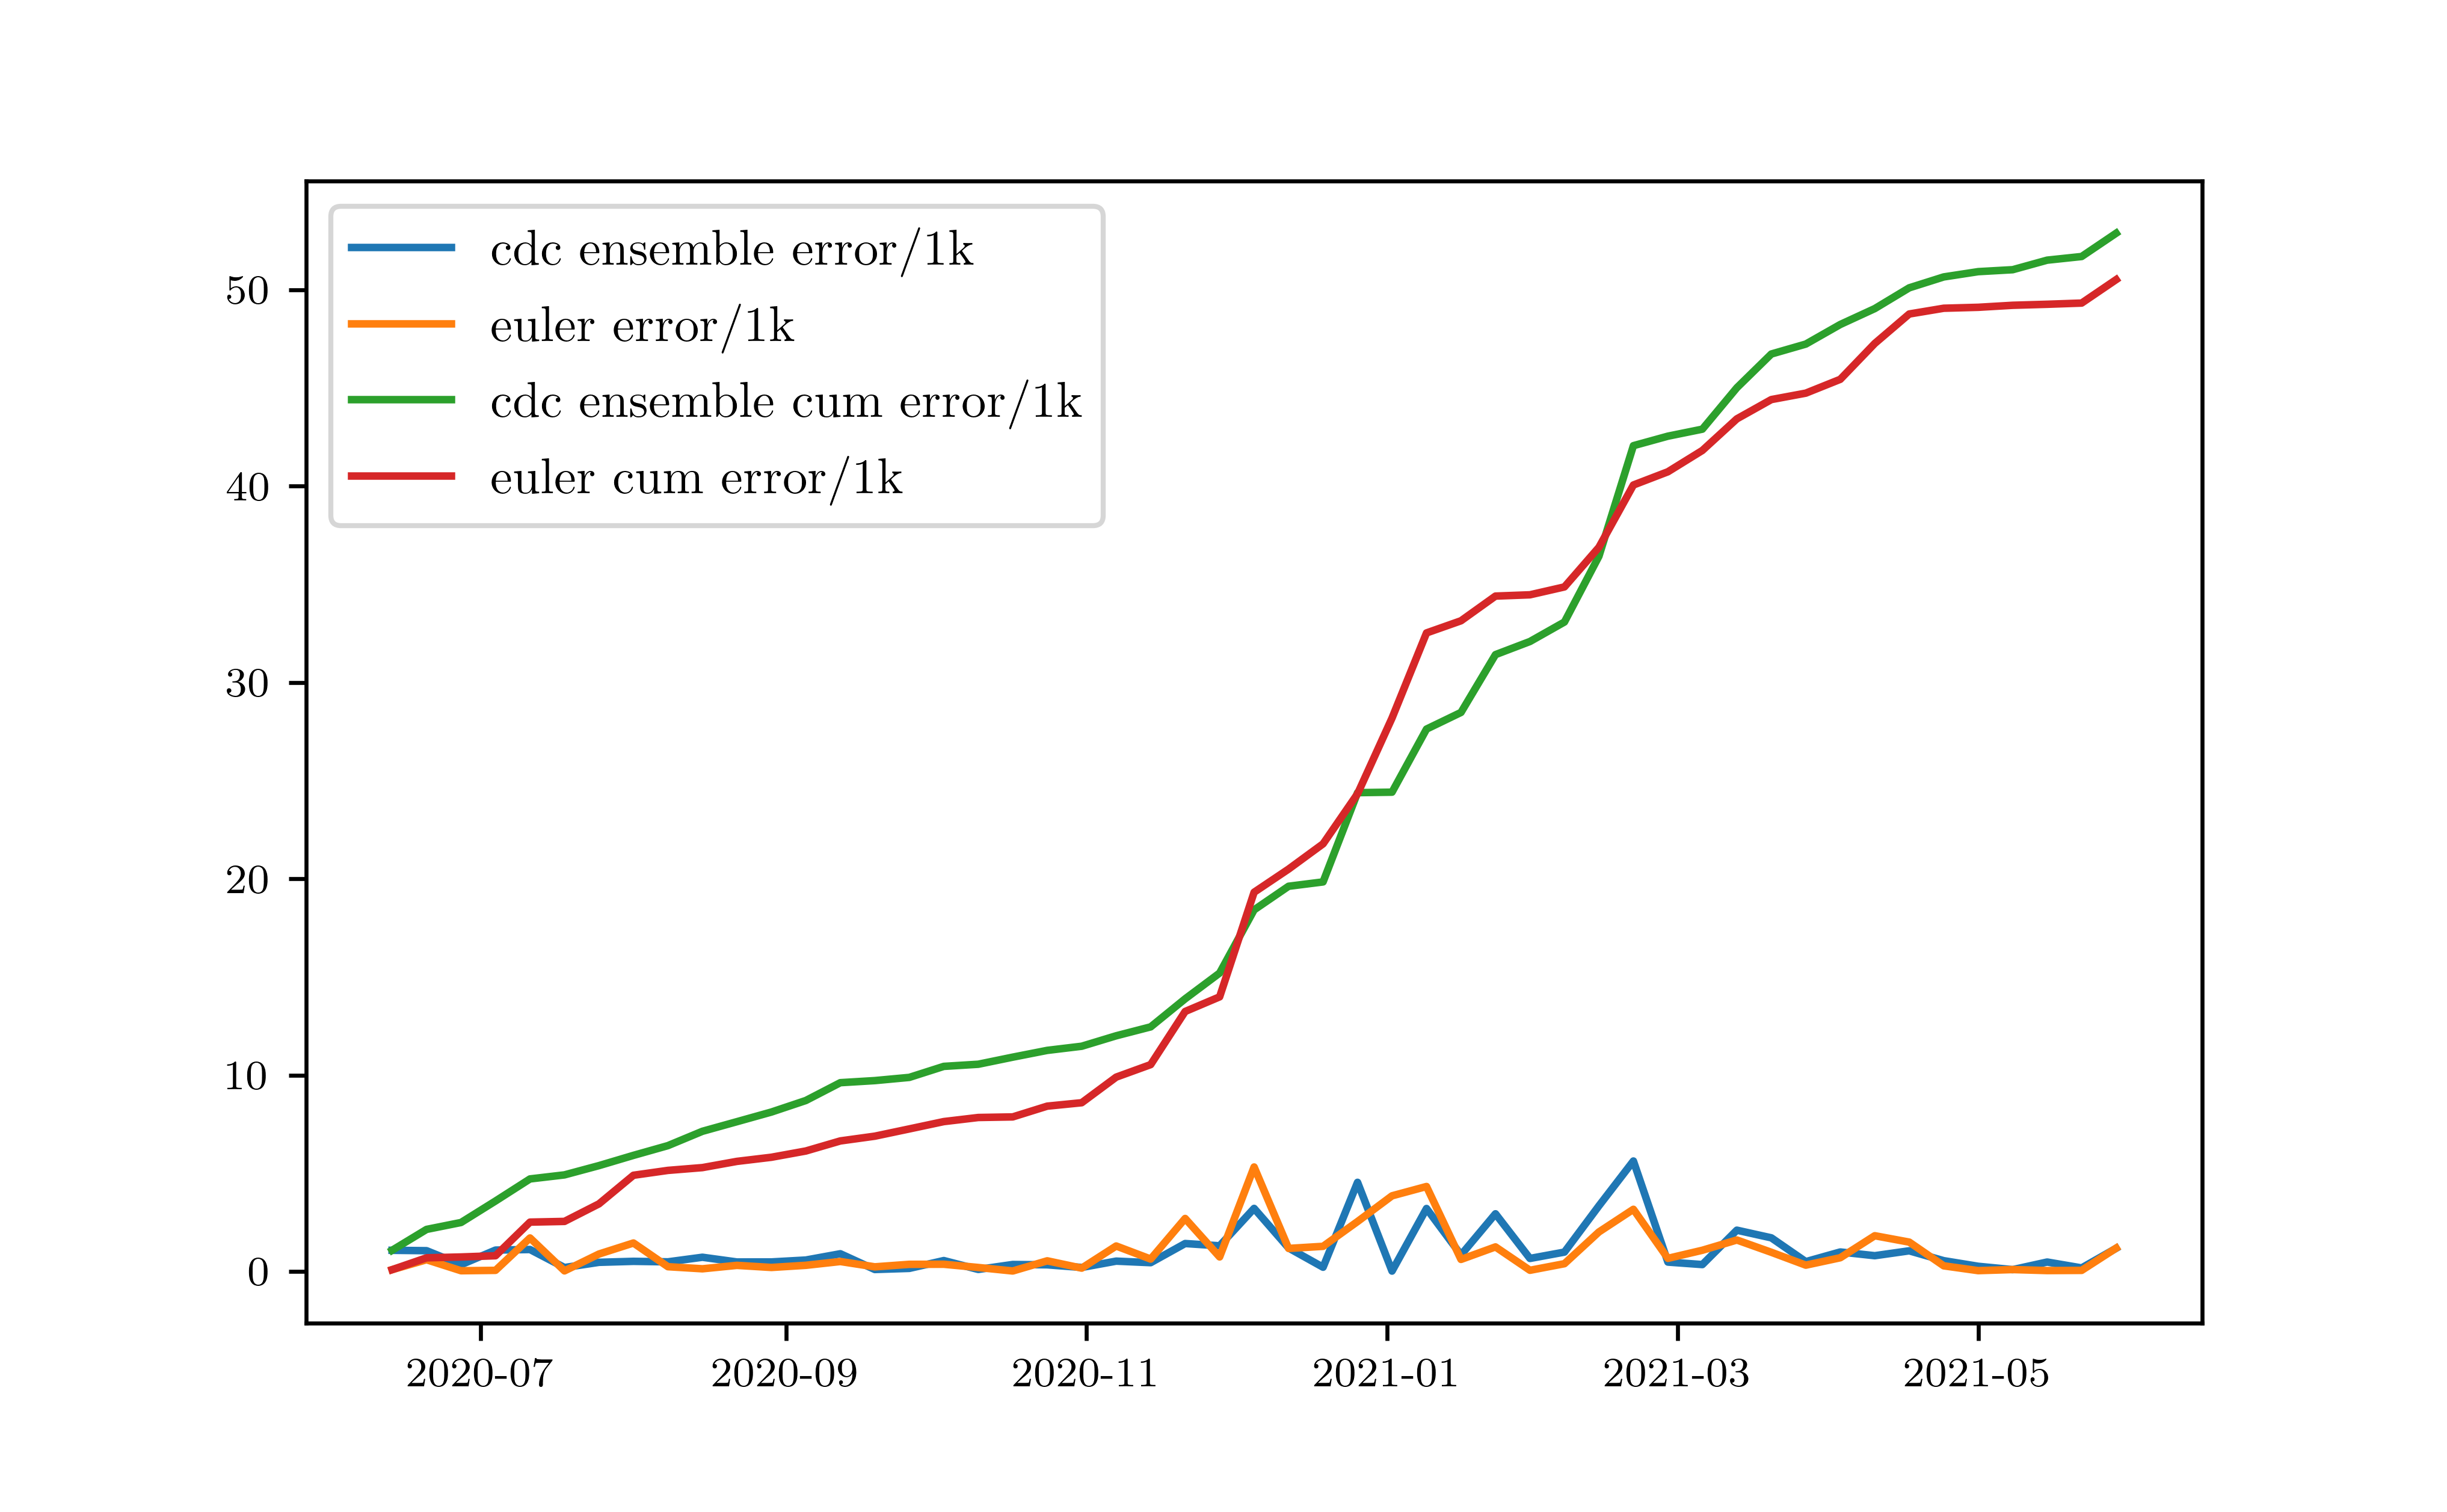 cdc ensemble error/1k
euler error/1k
cdc ensemble cum error/1k
euler cum error/1k
50
40
30
20
10
0
2020-07 2020-09 2020-11 2021-01 2021-03 2021-05